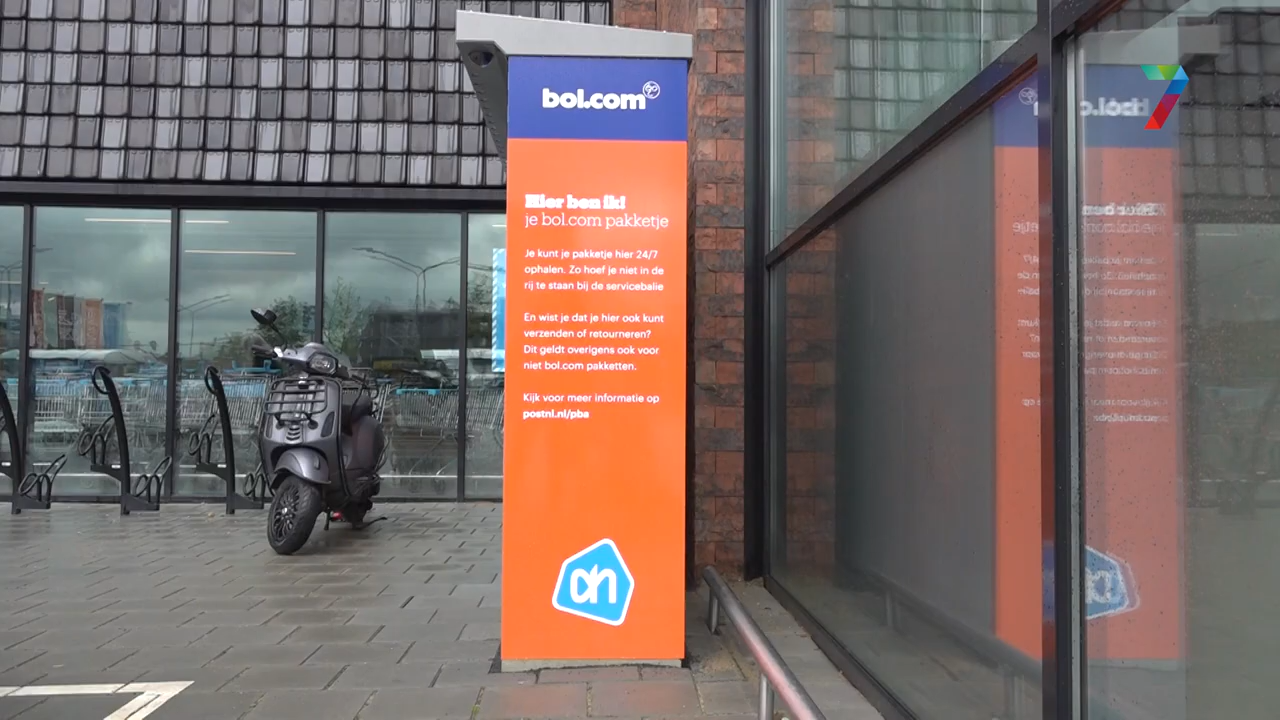 bol.com
Hier ben ik!
je bol.com pakketje
Je kunt je pakketje hier 24/7
ophalen. Zo hoef je niet in de
rij te staan bij de servicebalie
En wist je dat je hier ook kunt
verzenden of retourneren?
Dit geldt overigens ook voor
niet bol.com pakketten.
Kijk voor meer informatie op
postnl.nl/pba
ah
7